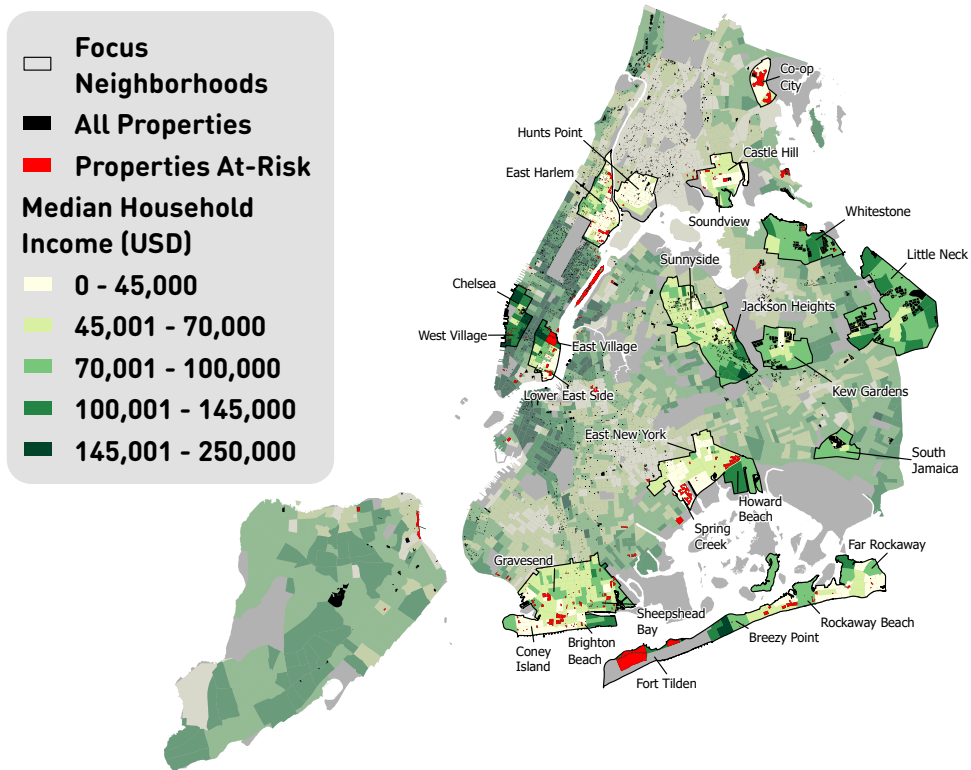 Focus
Neighborhoods
All Properties
Properties At-Risk
Median Household
Income (USD)
0 - 45,000
45,001 - 70,000
70,001 - 100,000
100,001 - 145,000
145,001 - 250,000
Co-op
City
Hunts Point
Castle Hill
East Harlem
Soundview
Whitestone
Sunnyside
Little Neck
Chelsea
Jackson Heights
West Village
East Village
Lower East Side
Kew Gardens
East New York
South
Jamaica
Howard
Beach
Spring
Creek
Far Rockaway
Gravesend
Sheepshead
Bay
Rockaway Beach
Breezy Point
Coney
Island
Brighton
Beach
Fort Tilden